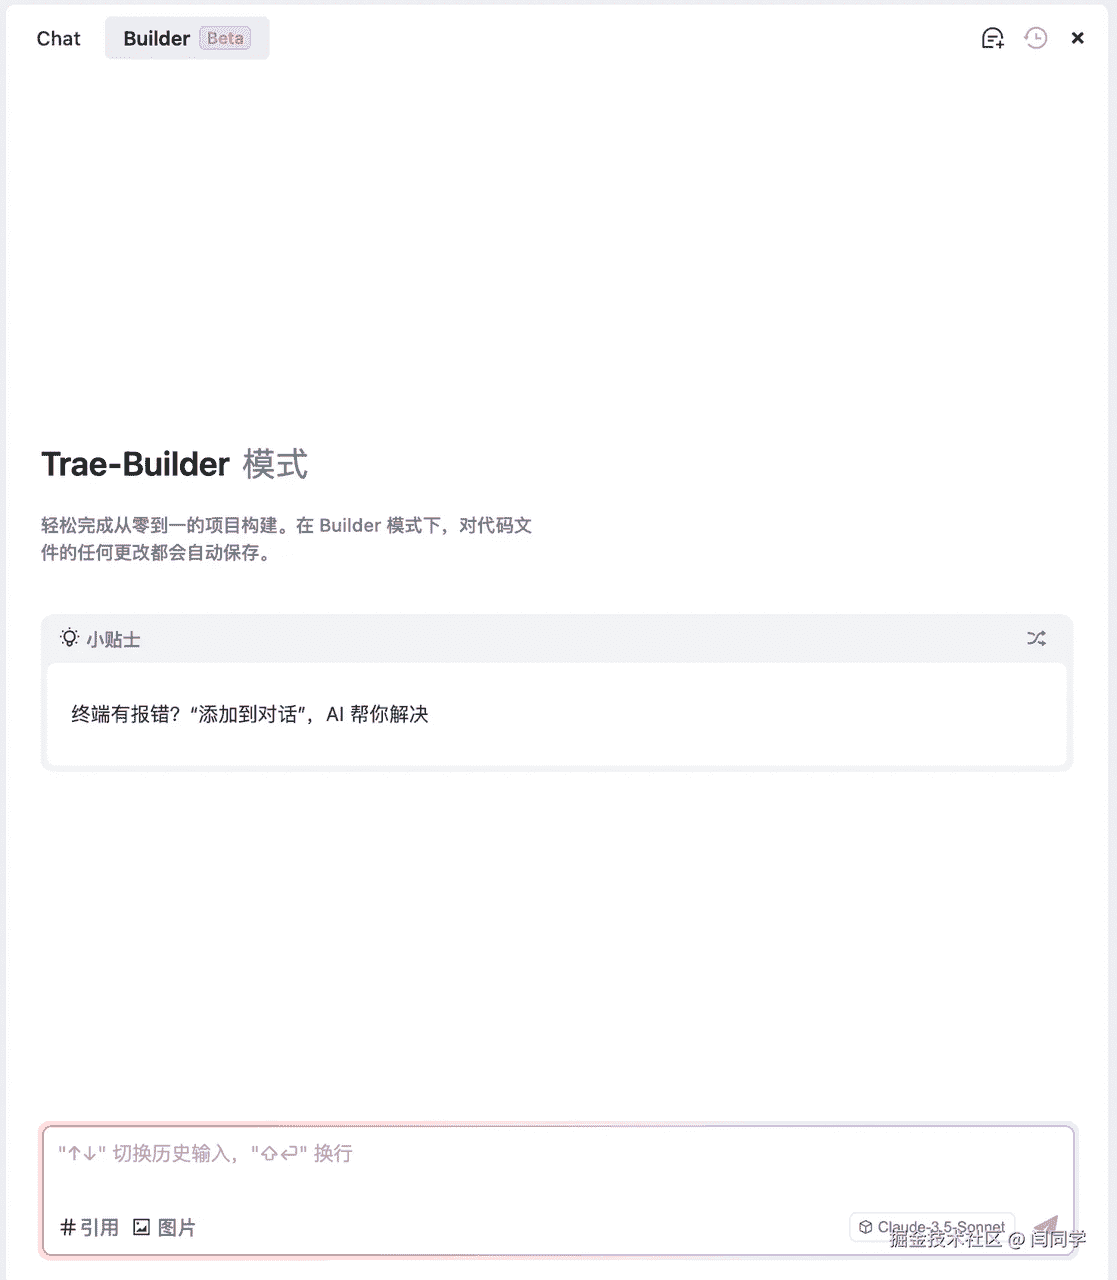 Chat Builder Beta
Trae-Builder 模式
轻松完成从零到一的项目构建。在 Builder 模式下，对代码文
件的任何更改都会自动保存。
小贴士
终端有报错？“添加到对话”，AI 帮你解决
"↑↓" 切换历史输入，"⇧⏎" 换行
#引用 图片 Claude-3.5-Sonnet
掘金技术社区 @ 闫同学